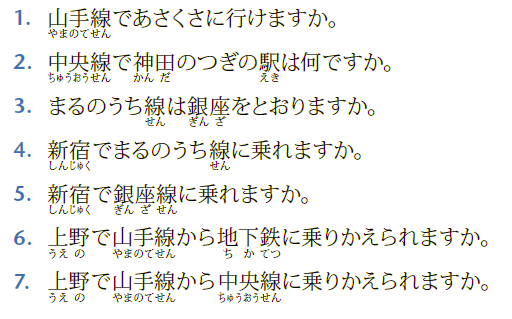 1. 山手線であさくさに行けますか。
やまのてせん
2. 中央線で神田のつぎの駅は何ですか。
ちゅうおうせん かんだ えき
3. まるのうち線は銀座をとおりますか。
せん ぎんざ
4. 新宿でまるのうち線に乗れますか。
しんじゅく せん
5. 新宿で銀座線に乗れますか。
しんじゅく ぎんざせん
6. 上野で山手線から地下鉄に乗りかえられますか。
うえの やまのてせん ちかてつ
7. 上野で山手線から中央線に乗りかえられますか。
うえの やまのてせん ちゅうおうせん